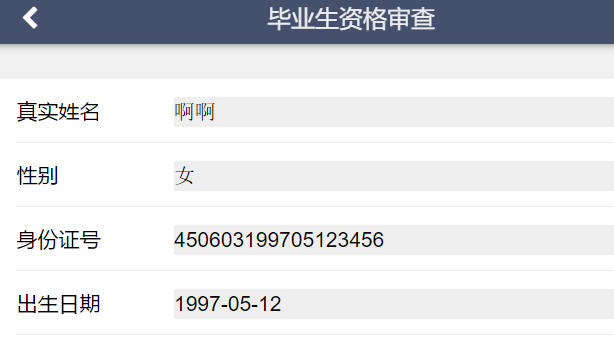 毕业生资格审查
真实姓名 啊啊
性别 女
身份证号 450603199705123456
出生日期 1997-05-12